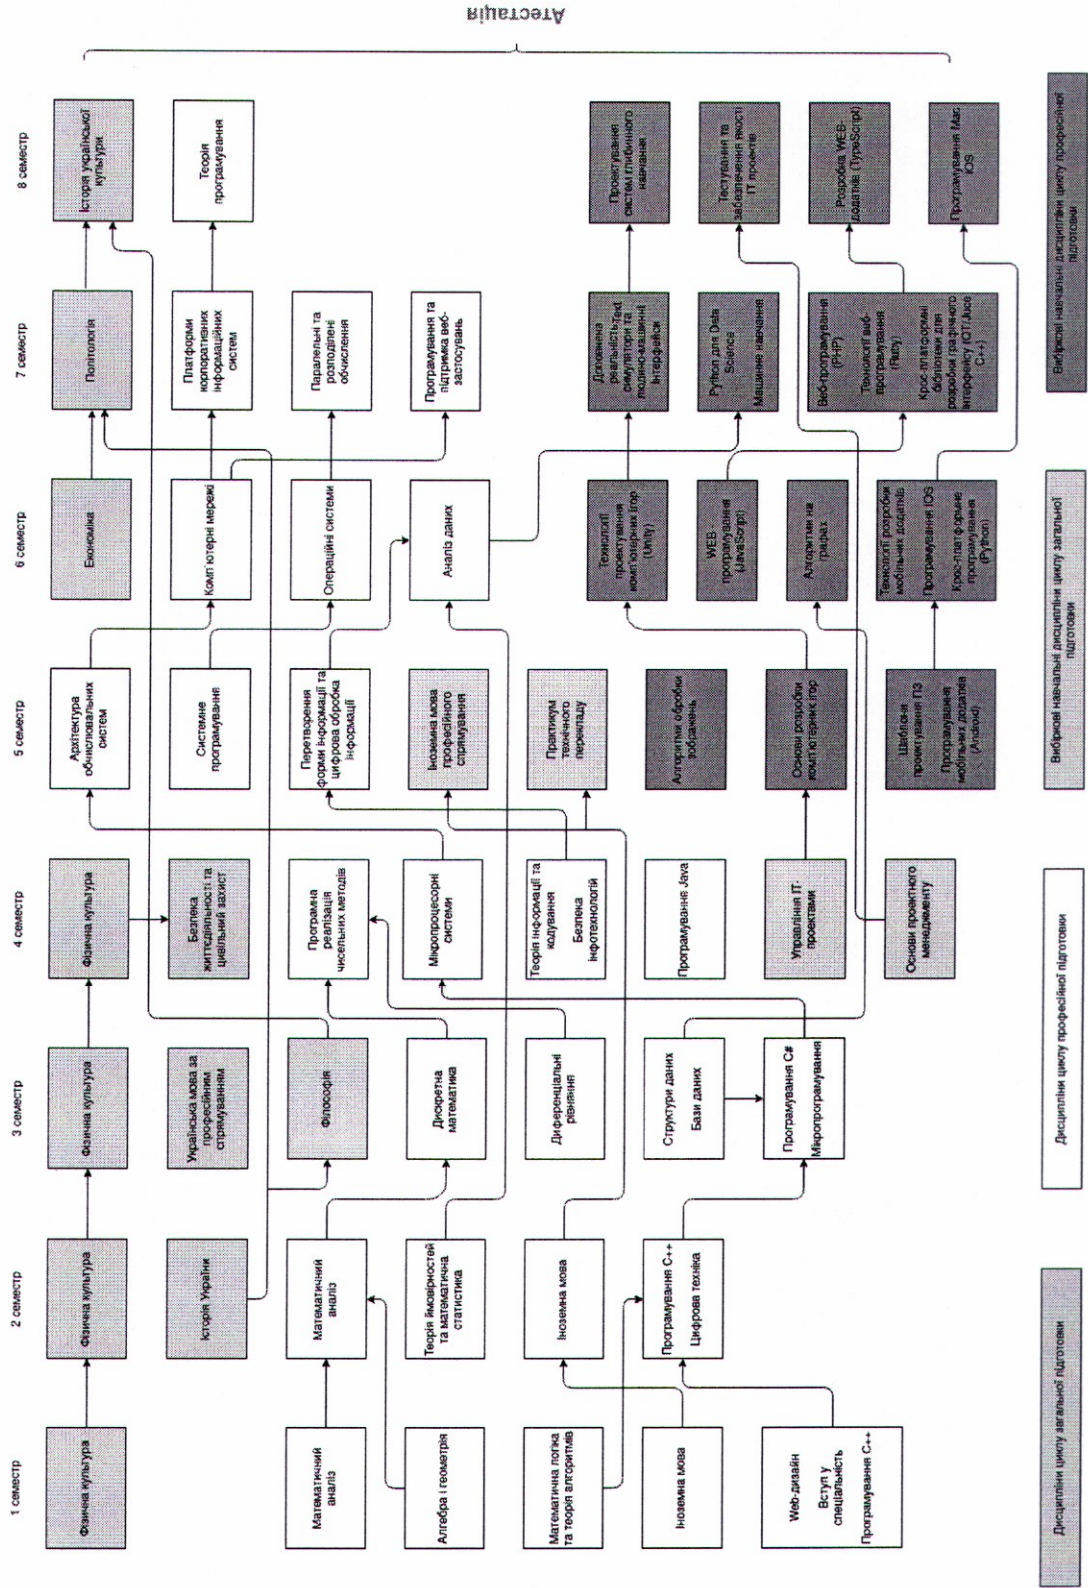 1 семестр
2 семестр
3 семестр
4 семестр
5 семестр
6 семестр
7 семестр
8 семестр
Фізична культура
Математичний
аналіз
Алгебра і геометрія
Математична логіка
та теорія алгоритмів
Іноземна мова
Web-дизайн
Вступ у
спеціальність
Програмування С++
Фізична культура
Історія України
Математичний
аналіз
Теорія ймовірностей
та математична
статистика
Іноземна мова
Програмування С++
Цифрова техніка
Фізична культура
Українська мова за
професійним
спрямуванням
Філософія
Дискретна
математика
Диференціальні
рівняння
Структури даних
Бази даних
Програмування C#
Мікропрограмування
Фізична культура
Безпека
життєдіяльності та
цивільний захист
Програмна
реалізація
чисельних методів
Мікропроцесорні
системи
Теорія інформації та
кодування
Безпека
інфотехнологій
Програмування Java
Управління ІТ-
проектами
Основи проектного
менеджменту
Архітектура
обчислювальних
систем
Системне
програмування
Перетворення
форми інформації та
цифрова обробка
інформації
Іноземна мова
професійного
спрямування
Практикум
технічного
перекладу
Алгоритми обробки
зображень
Основи розробки
комп'ютерних ігор
Шаблони
проектування ПЗ
Програмування
мобільних додатків
(Android)
Економіка
Комп'ютерні мережі
Операційні системи
Аналіз даних
Технології
проектування
комп'ютерних ігор
(Unity)
WEB -
програмування
(JavaScript)
Алгоритми на
графах
Технології розробки
мобільних додатків
Програмування IOS
Крос-платформне
програмування
(Python)
Політологія
Платформи
корпоративних
інформаційних
систем
Паралельні та
розподілені
обчислення
Програмування та
підтримка веб-
застосувань
Доповнена
реальність Text
симулятори та
людино-машинні
інтерфейси
Python для Data
Science
Машинне навчання
Веб-програмування
(PHP)
Технології веб-
програмування
(Ruby)
Крос-платформні
бібліотеки для
розробки графічного
інтерфейсу (QT/Juce
C++)
Історія української
культури
Теорія
програмування
Проектування
систем глибинного
навчання
Тестування та
забезпечення якості
ІТ проектів
Розробка WEB-
додатків (TypeScript)
Програмування Mac
iOS
Атестація
Дисципліни циклу загальної підготовки
Дисципліни циклу професійної підготовки
Вибіркові навчальні дисципліни циклу загальної
підготовки
Вибіркові навчальні дисципліни циклу професійної
підготовки